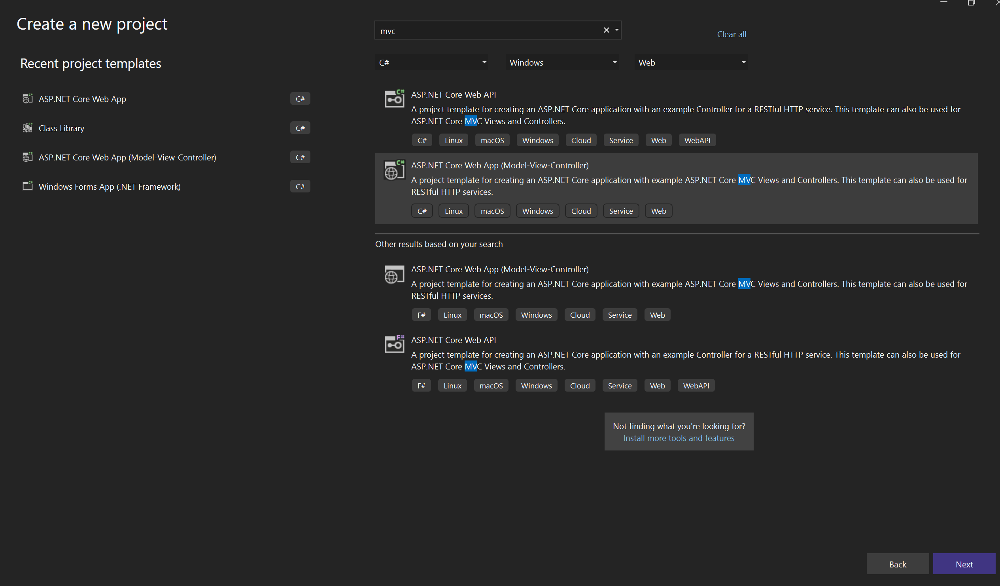 Create a new project
Recent project templates
ASP.NET Core Web App
C#
Class Library
C#
ASP.NET Core Web App (Model-View-Controller)
C#
Windows Forms App (.NET Framework)
C#
mvc
Clear all
C#
Windows
Web
C#
ASP.NET Core Web API
A project template for creating an ASP.NET Core application with an example Controller for a RESTful HTTP service. This template can also be used for
ASP.NET Core MVC Views and Controllers.
C# Linux macOS Windows Cloud Service Web WebAPI
C#
ASP.NET Core Web App (Model-View-Controller)
A project template for creating an ASP.NET Core application with example ASP.NET Core MVC Views and Controllers. This template can also be used for
RESTful HTTP services.
C# Linux macOS Windows Cloud Service Web
Other results based on your search
ASP.NET Core Web App (Model-View-Controller)
A project template for creating an ASP.NET Core application with example ASP.NET Core MVC Views and Controllers. This template can also be used for
RESTful HTTP services.
F# Linux macOS Windows Cloud Service Web
F#
ASP.NET Core Web API
A project template for creating an ASP.NET Core application with an example Controller for a RESTful HTTP service. This template can also be used for
ASP.NET Core MVC Views and Controllers.
F# Linux macOS Windows Cloud Service Web WebAPI
Not finding what you're looking for?
Install more tools and features
Back
Next